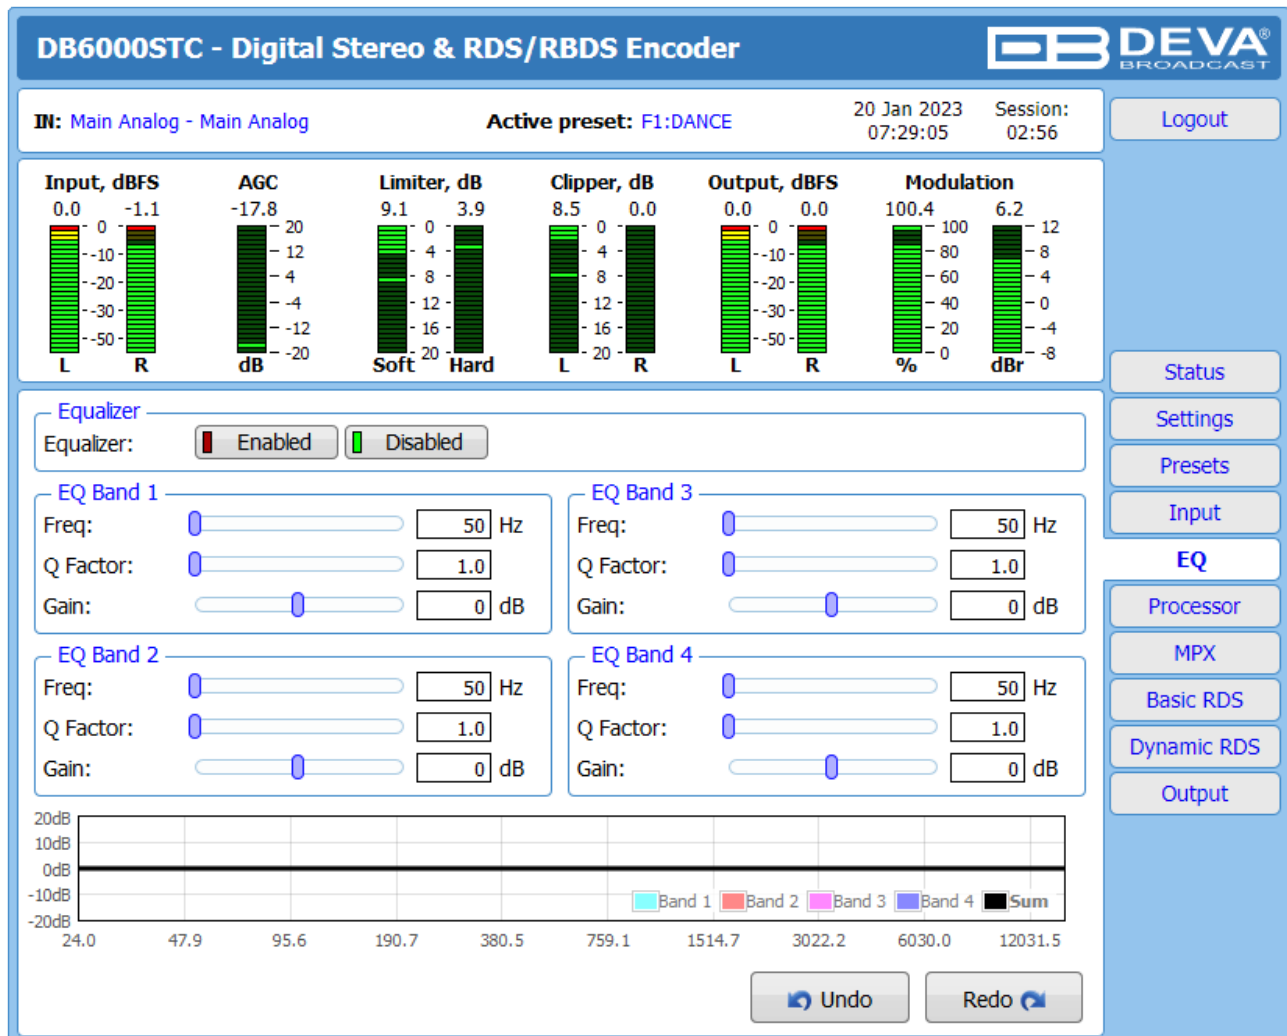 DB6000STC - Digital Stereo & RDS/RBDS Encoder
DEVA®
BROADCAST
IN: Main Analog - Main Analog
Active preset: F1:DANCE
20 Jan 2023
07:29:05
Session:
02:56
Logout
Input, dBFS
0.0 -1.1
0
-10
-20
-30
-50
L R
AGC
-17.8
20
12
4
-4
-12
-20
dB
Limiter, dB
9.1 3.9
0
4
8
12
16
20
Soft Hard
Clipper, dB
8.5 0.0
0
4
8
12
16
20
L R
Output, dBFS
0.0 0.0
0
-10
-20
-30
-50
L R
Modulation
100.4 6.2
100 12
80 8
60 4
40 0
20 -4
0 -8
% dBr
Status
Settings
Presets
Input
EQ
Processor
MPX
Basic RDS
Dynamic RDS
Output
Equalizer
Equalizer: Enabled Disabled
EQ Band 1
Freq: 50 Hz
Q Factor: 1.0
Gain: 0 dB
EQ Band 3
Freq: 50 Hz
Q Factor: 1.0
Gain: 0 dB
EQ Band 2
Freq: 50 Hz
Q Factor: 1.0
Gain: 0 dB
EQ Band 4
Freq: 50 Hz
Q Factor: 1.0
Gain: 0 dB
20dB
10dB
0dB
-10dB
-20dB
Band 1 Band 2 Band 3 Band 4 Sum
24.0 47.9 95.6 190.7 380.5 759.1 1514.7 3022.2 6030.0 12031.5
Undo Redo